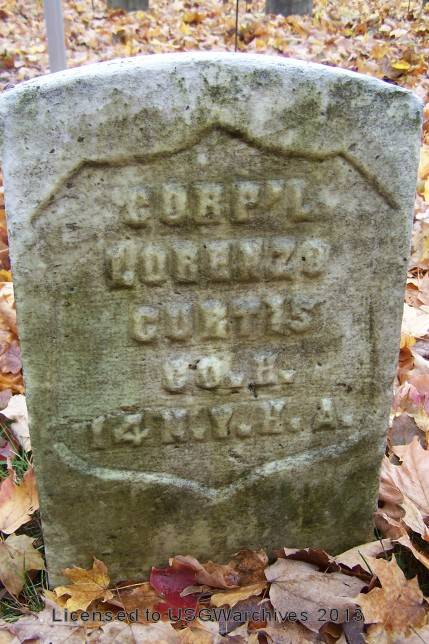 CORP'L
LORENZO
CURTIS
CO. H.
14 N.Y. H. A.
Licensed to USGWarchives 2013